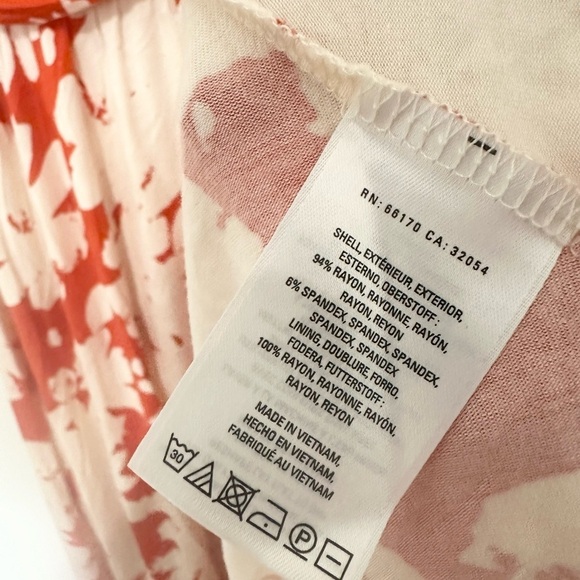 RN: 66170 CA: 32054
SHELL, EXTÉRIEUR, EXTERIOR,
ESTERNO, OBERSTOFF:
94% RAYON, RAYONNE, RAYÓN,
RAYON, REYON
6% SPANDEX, SPANDEX, SPANDEX,
SPANDEX, SPANDEX
LINING, DOUBLURE, FORRO,
FODERA, FUTTERSTOFF:
100% RAYON, RAYONNE, RAYÓN,
RAYON, REYON
MADE IN VIETNAM,
HECHO EN VIETNAM,
FABRIQUÉ AU VIETNAM
30 P